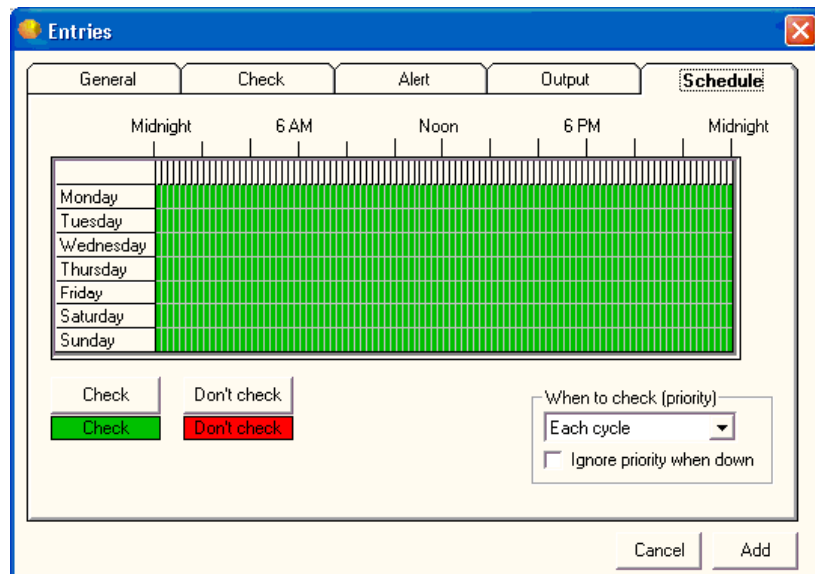 Entries
General Check Alert Output Schedule
Midnight 6 AM Noon 6 PM Midnight
Monday
Tuesday
Wednesday
Thursday
Friday
Saturday
Sunday
Check Don't check
Check Don't check
When to check (priority)
Each cycle
Ignore priority when down
Cancel Add